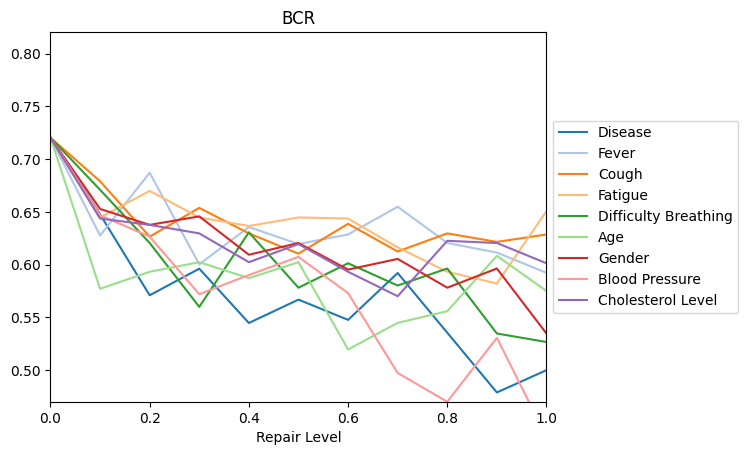 BCR
0.80
0.75
0.70
0.65
0.60
0.55
0.50
0.0
0.2
0.4
0.6
0.8
1.0
Repair Level
Disease
Fever
Cough
Fatigue
Difficulty Breathing
Age
Gender
Blood Pressure
Cholesterol Level